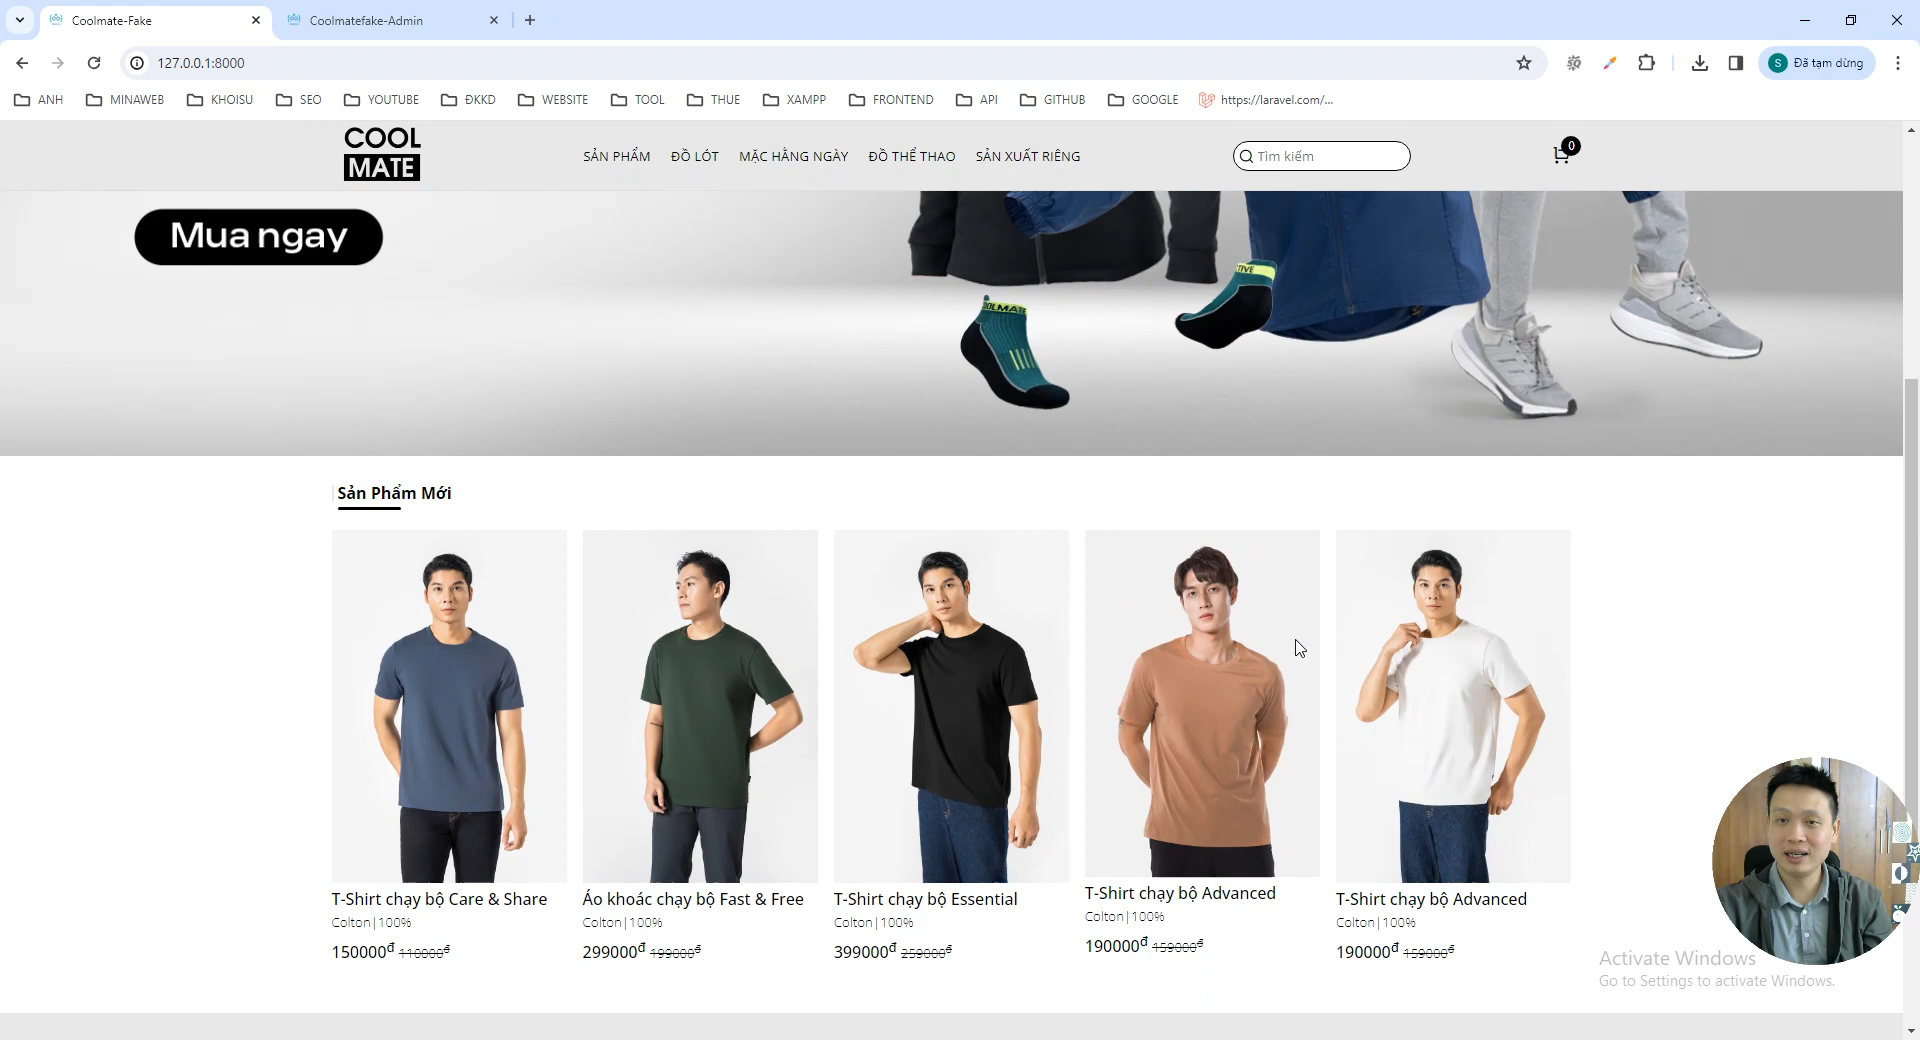 Coolmate-Fake
Coolmatefake-Admin
127.0.0.1:8000
S
Đã tạm dừng
ANH
MINAWEB
KHOISU
SEO
YOUTUBE
ĐKKD
WEBSITE
TOOL
THUE
XAMPP
FRONTEND
API
GITHUB
GOOGLE
https://laravel.com/...
COOL
MATE
SẢN PHẨM
ĐỒ LÓT
MẶC HẰNG NGÀY
ĐỒ THỂ THAO
SẢN XUẤT RIÊNG
Tìm kiếm
0
Mua ngay
Sản Phẩm Mới
T-Shirt chạy bộ Care & Share
Colton|100%
150000đ 110000đ
Áo khoác chạy bộ Fast & Free
Colton|100%
299000đ 199000đ
T-Shirt chạy bộ Essential
Colton|100%
399000đ 259000đ
T-Shirt chạy bộ Advanced
Colton|100%
190000đ 159000đ
T-Shirt chạy bộ Advanced
Colton|100%
190000đ 159000đ
Activate Windows
Go to Settings to activate Windows.